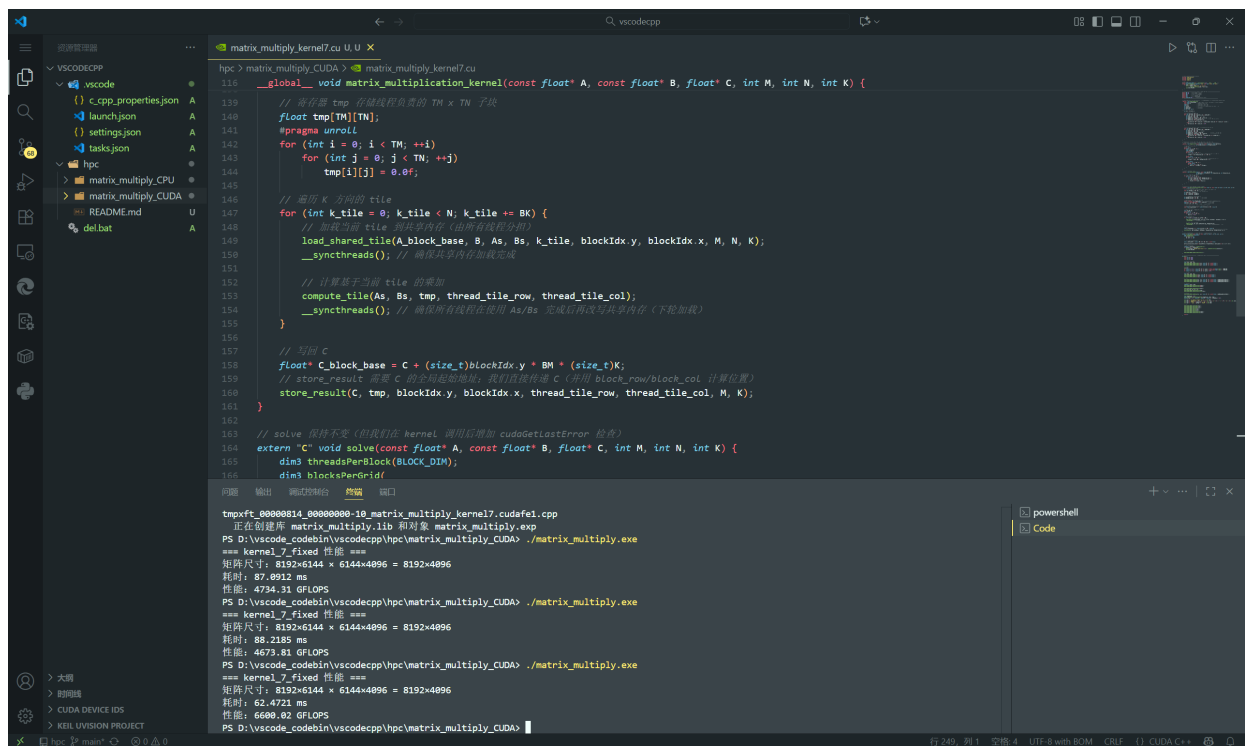 vscodecpp
资源管理器
matrix_multiply_kernel7.cu U, U
VSCODECPP
.vscode
c_cpp_properties.json A
launch.json A
settings.json A
tasks.json A
hpc
matrix_multiply_CPU
matrix_multiply_CUDA
README.md U
del.bat A
68
大纲
时间线
CUDA DEVICE IDS
KEIL UVISION PROJECT
hpc > matrix_multiply_CUDA > matrix_multiply_kernel7.cu
116 __global__ void matrix_multiplication_kernel(const float* A, const float* B, float* C, int M, int N, int K) {
139 // 寄存器 tmp 存储线程负责的 TM x TN 子块
140 float tmp[TM][TN];
141 #pragma unroll
142 for (int i = 0; i < TM; ++i)
143 for (int j = 0; j < TN; ++j)
144 tmp[i][j] = 0.0f;
145
146 // 遍历 K 方向的 tile
147 for (int k_tile = 0; k_tile < N; k_tile += BK) {
148 // 加载当前 tile 到共享内存（由所有线程分担）
149 load_shared_tile(A_block_base, B, As, Bs, k_tile, blockIdx.y, blockIdx.x, M, N, K);
150 __syncthreads(); // 确保共享内存加载完成
151
152 // 计算基于当前 tile 的乘加
153 compute_tile(As, Bs, tmp, thread_tile_row, thread_tile_col);
154 __syncthreads(); // 确保所有线程在使用 As/Bs 完成后再改写共享内存（下轮加载）
155 }
156
157 // 写回 C
158 float* C_block_base = C + (size_t)blockIdx.y * BM * (size_t)K;
159 // store_result 需要 C 的全局起始地址；我们直接传递 C（并用 block_row/block_col 计算位置）
160 store_result(C, tmp, blockIdx.y, blockIdx.x, thread_tile_row, thread_tile_col, M, K);
161 }
162
163 // solve 保持不变（但我们在 kernel 调用后增加 cudaGetLastError 检查）
164 extern "C" void solve(const float* A, const float* B, float* C, int M, int N, int K) {
165 dim3 threadsPerBlock(BLOCK_DIM);
166 dim3 blocksPerGrid(
问题 输出 调试控制台 终端 端口
tmpxft_00000814_00000000-10_matrix_multiply_kernel7.cudafe1.cpp
正在创建库 matrix_multiply.lib 和对象 matrix_multiply.exp
PS D:\vscode_codebin\vscodecpp\hpc\matrix_multiply_CUDA> ./matrix_multiply.exe
=== kernel_7_fixed 性能 ===
矩阵尺寸: 8192×6144 × 6144×4096 = 8192×4096
耗时: 87.0912 ms
性能: 4734.31 GFLOPS
PS D:\vscode_codebin\vscodecpp\hpc\matrix_multiply_CUDA> ./matrix_multiply.exe
=== kernel_7_fixed 性能 ===
矩阵尺寸: 8192×6144 × 6144×4096 = 8192×4096
耗时: 88.2185 ms
性能: 4673.81 GFLOPS
PS D:\vscode_codebin\vscodecpp\hpc\matrix_multiply_CUDA> ./matrix_multiply.exe
=== kernel_7_fixed 性能 ===
矩阵尺寸: 8192×6144 × 6144×4096 = 8192×4096
耗时: 62.4721 ms
性能: 6600.02 GFLOPS
PS D:\vscode_codebin\vscodecpp\hpc\matrix_multiply_CUDA>
powershell
Code
hpc main* 0 0 行 249, 列 1 空格: 4 UTF-8 with BOM CRLF {} CUDA C++